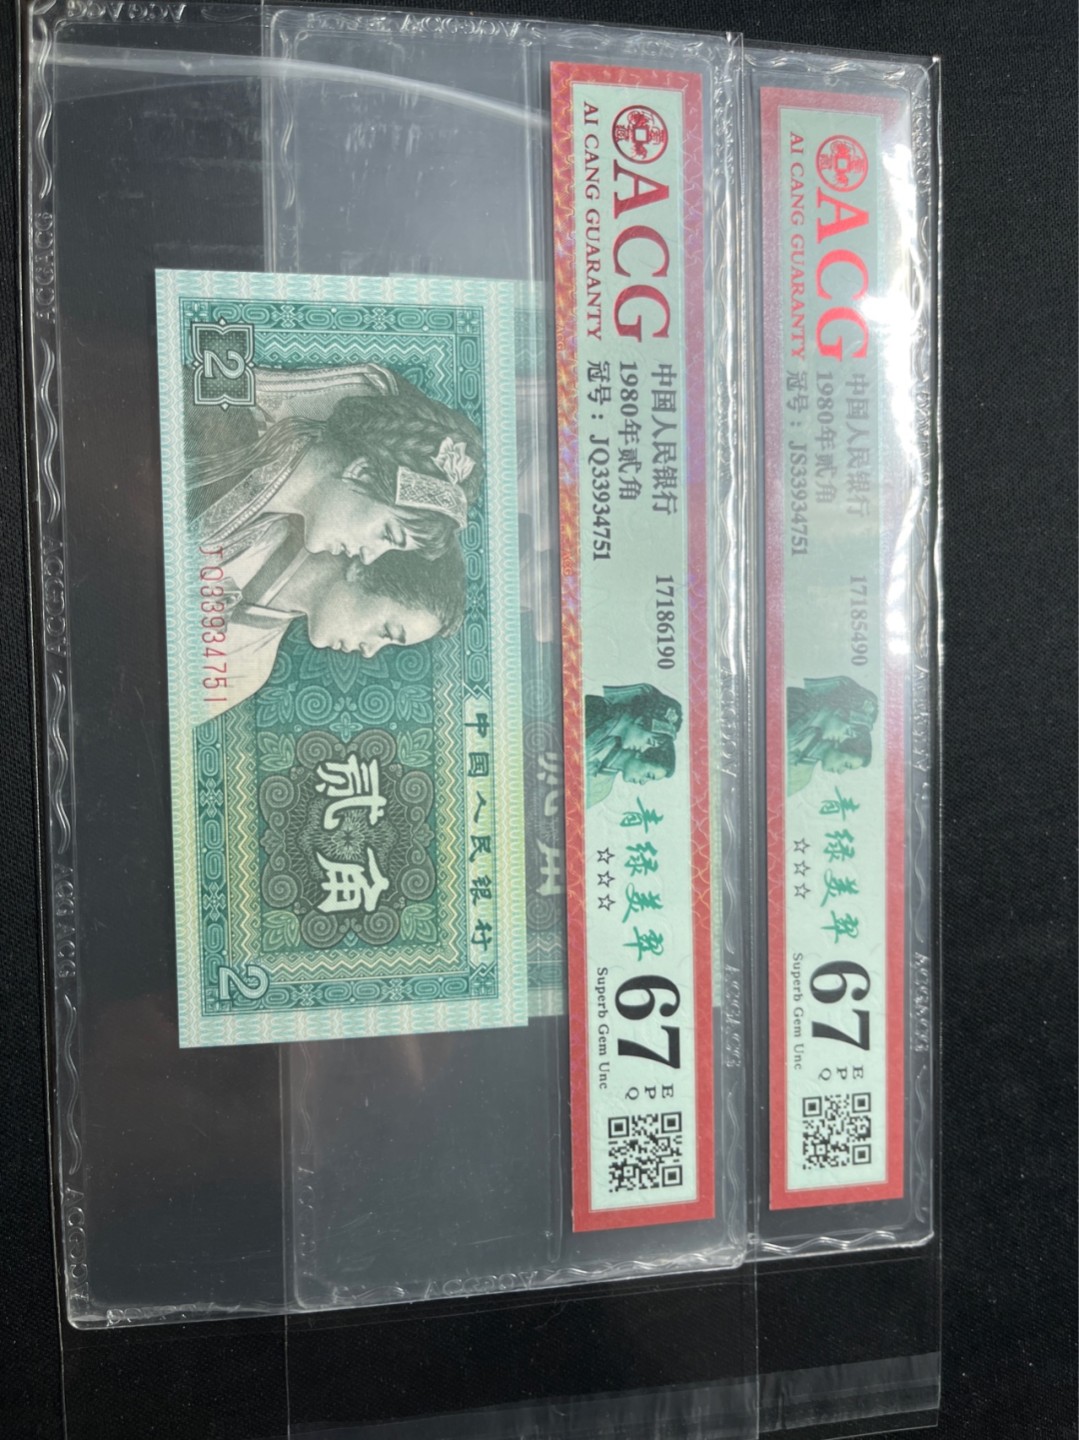 ACG
AI CANG GUARANTY
中国人民银行
1980年贰角
冠号：JS33934751
17185490
青绿美翠
☆☆☆
67
EPQ
Superb Gem Unc
ACG
AI CANG GUARANTY
中国人民银行
1980年贰角
冠号：JQ33934751
17186190
青绿美翠
☆☆☆
67
EPQ
Superb Gem Unc
中国人民银行
贰角
2
2
JQ33934751